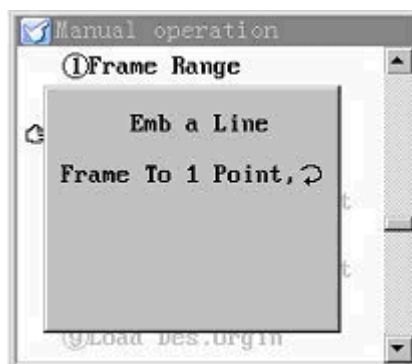 Manual operation
①Frame Range
Emb a Line
Frame To 1 Point,
t
t
⑨Load Des.Orgin